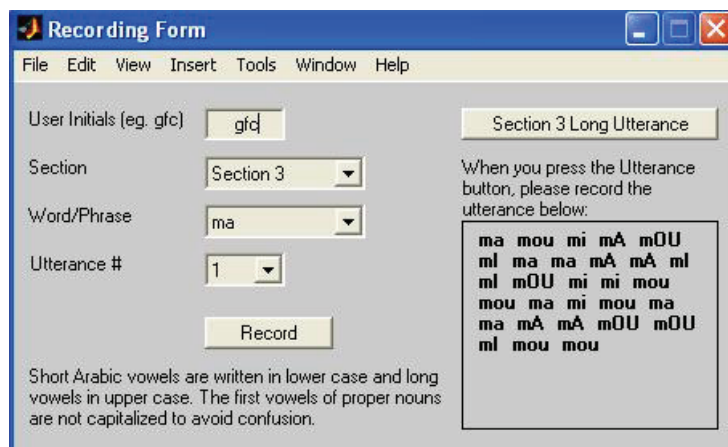 Recording Form
File Edit View Insert Tools Window Help
User Initials (eg. gfc) gfc
Section Section 3
Word/Phrase ma
Utterance # 1
Record
Short Arabic vowels are written in lower case and long
vowels in upper case. The first vowels of proper nouns
are not capitalized to avoid confusion.
Section 3 Long Utterance
When you press the Utterance
button, please record the
utterance below:
ma mou mi mA mOU
mI ma ma mA mA mI
mI mOU mi mi mou
mou ma mi mou ma
ma mA mA mOU mOU
mI mou mou